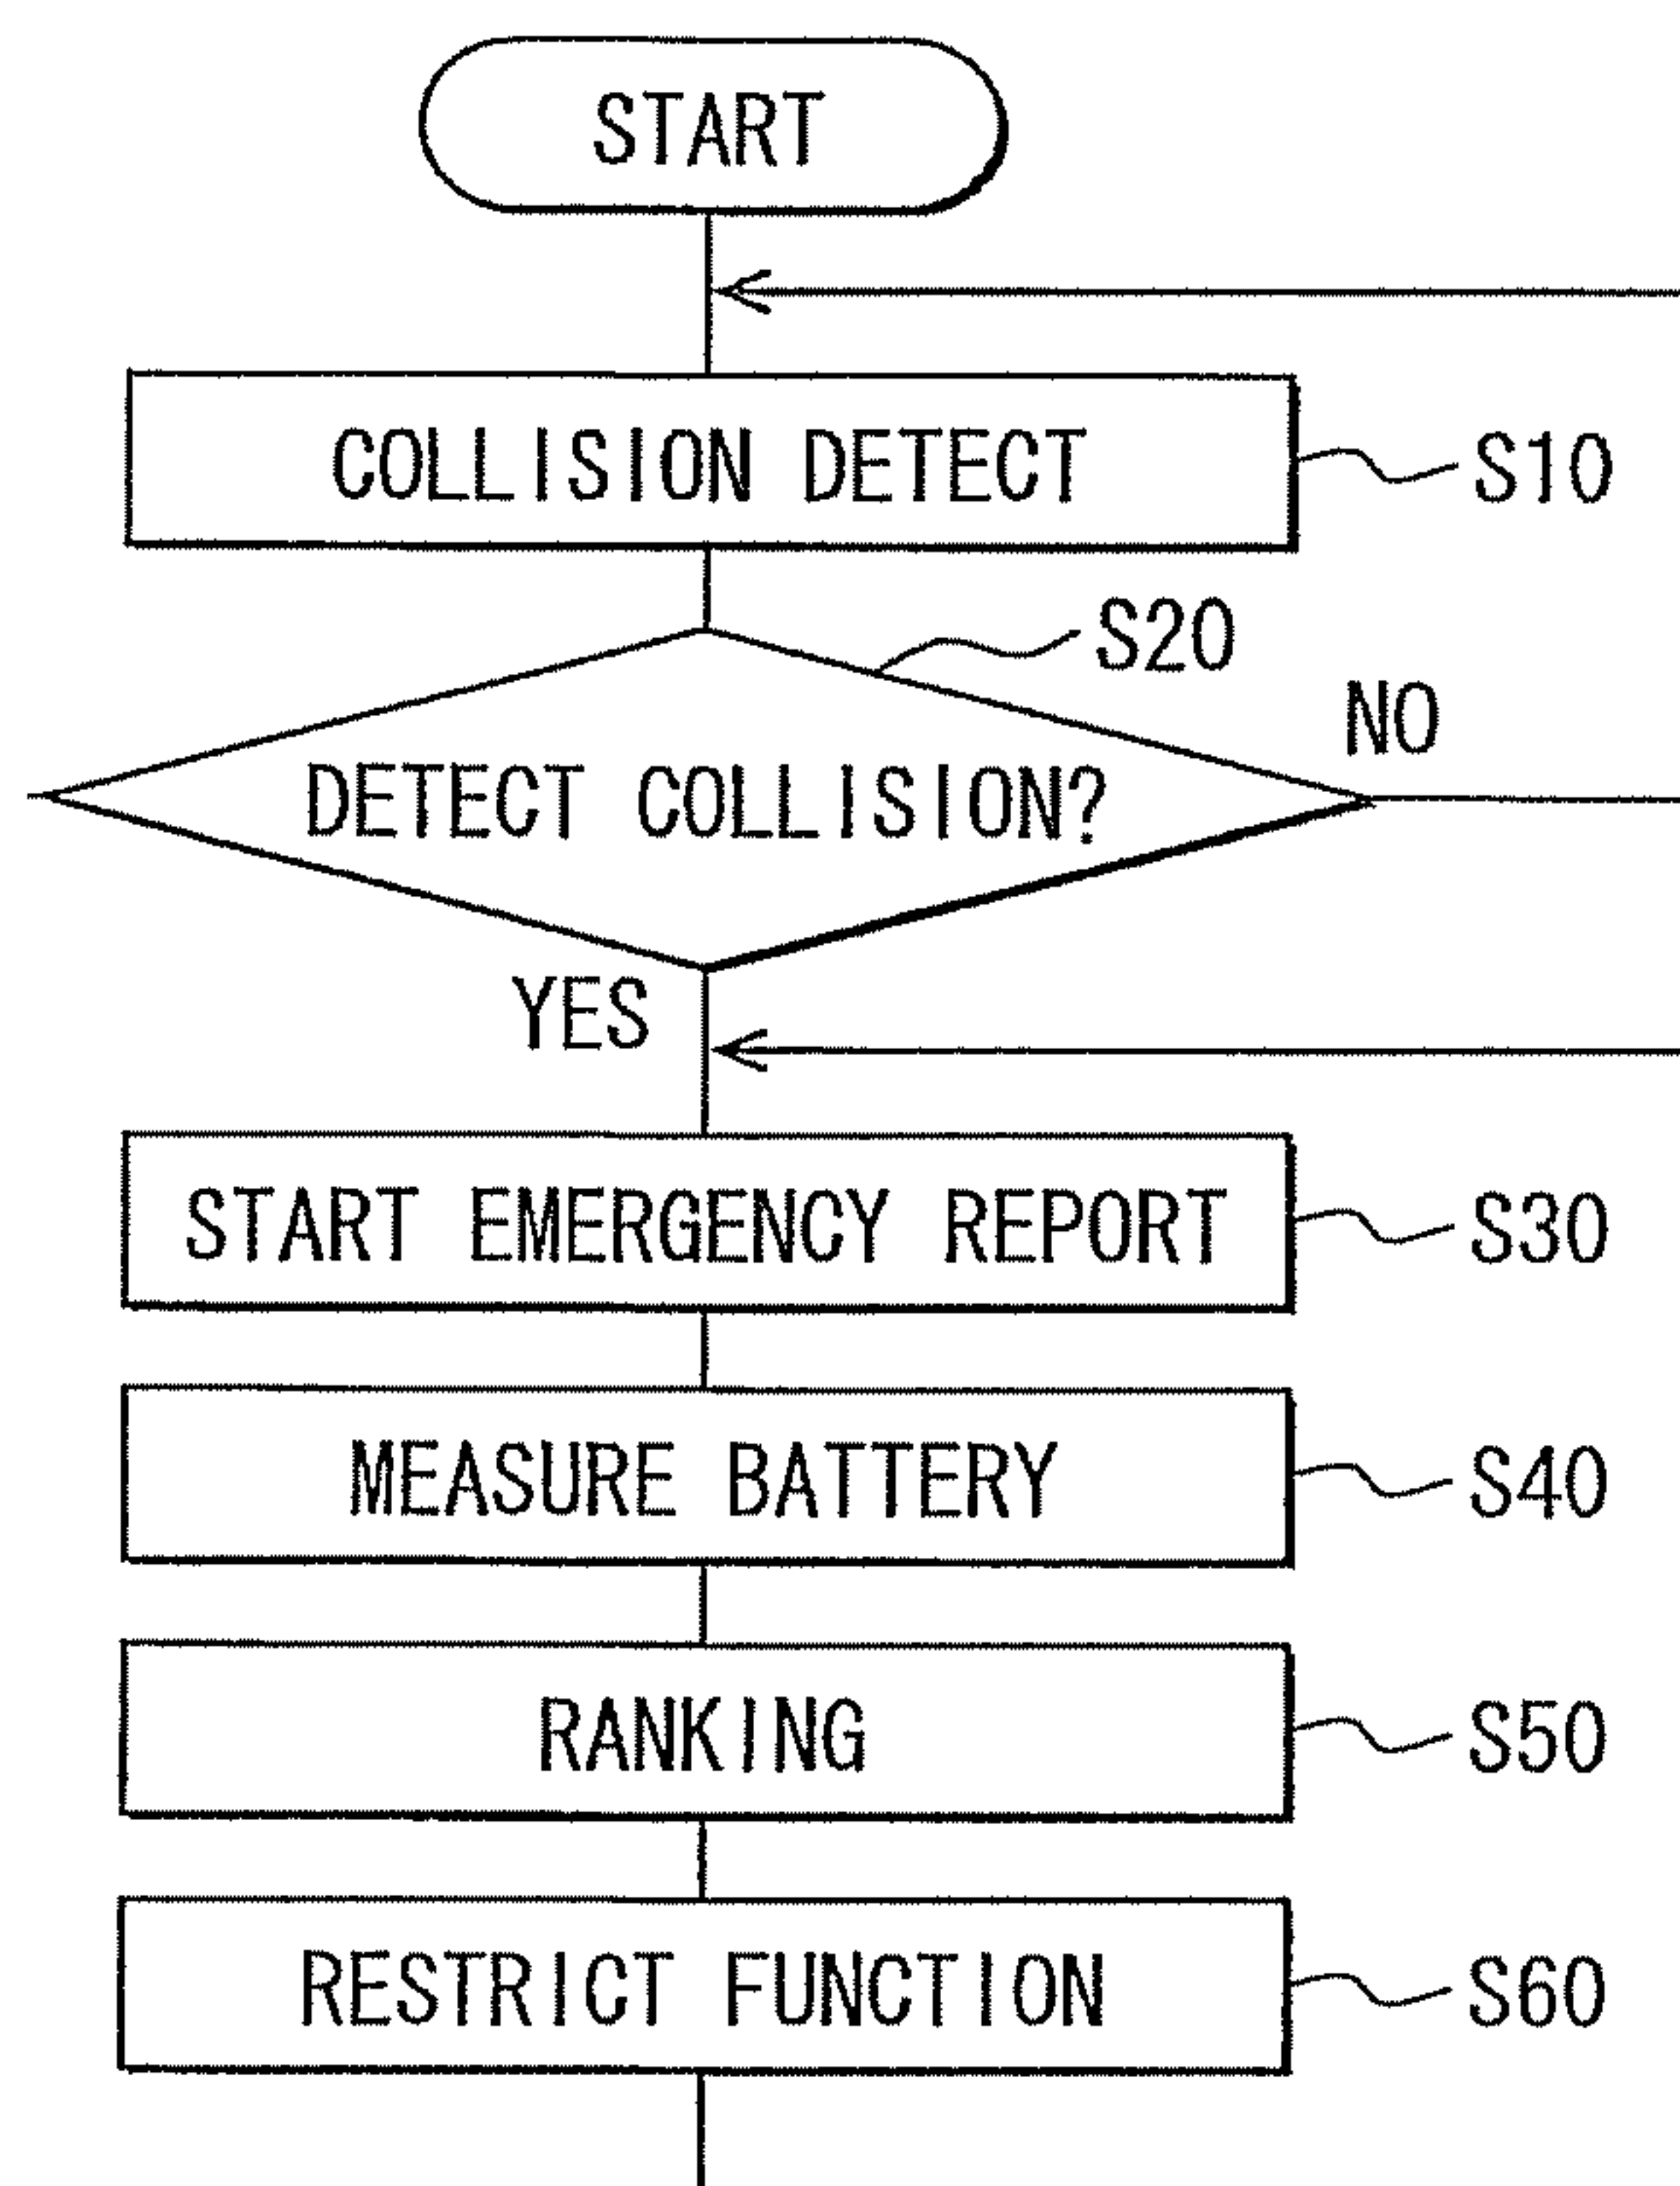 START
COLLISION DETECT
S10
S20
NO
DETECT COLLISION?
YES
START EMERGENCY REPORT
S30
MEASURE BATTERY
S40
RANKING
S50
RESTRICT FUNCTION
S60